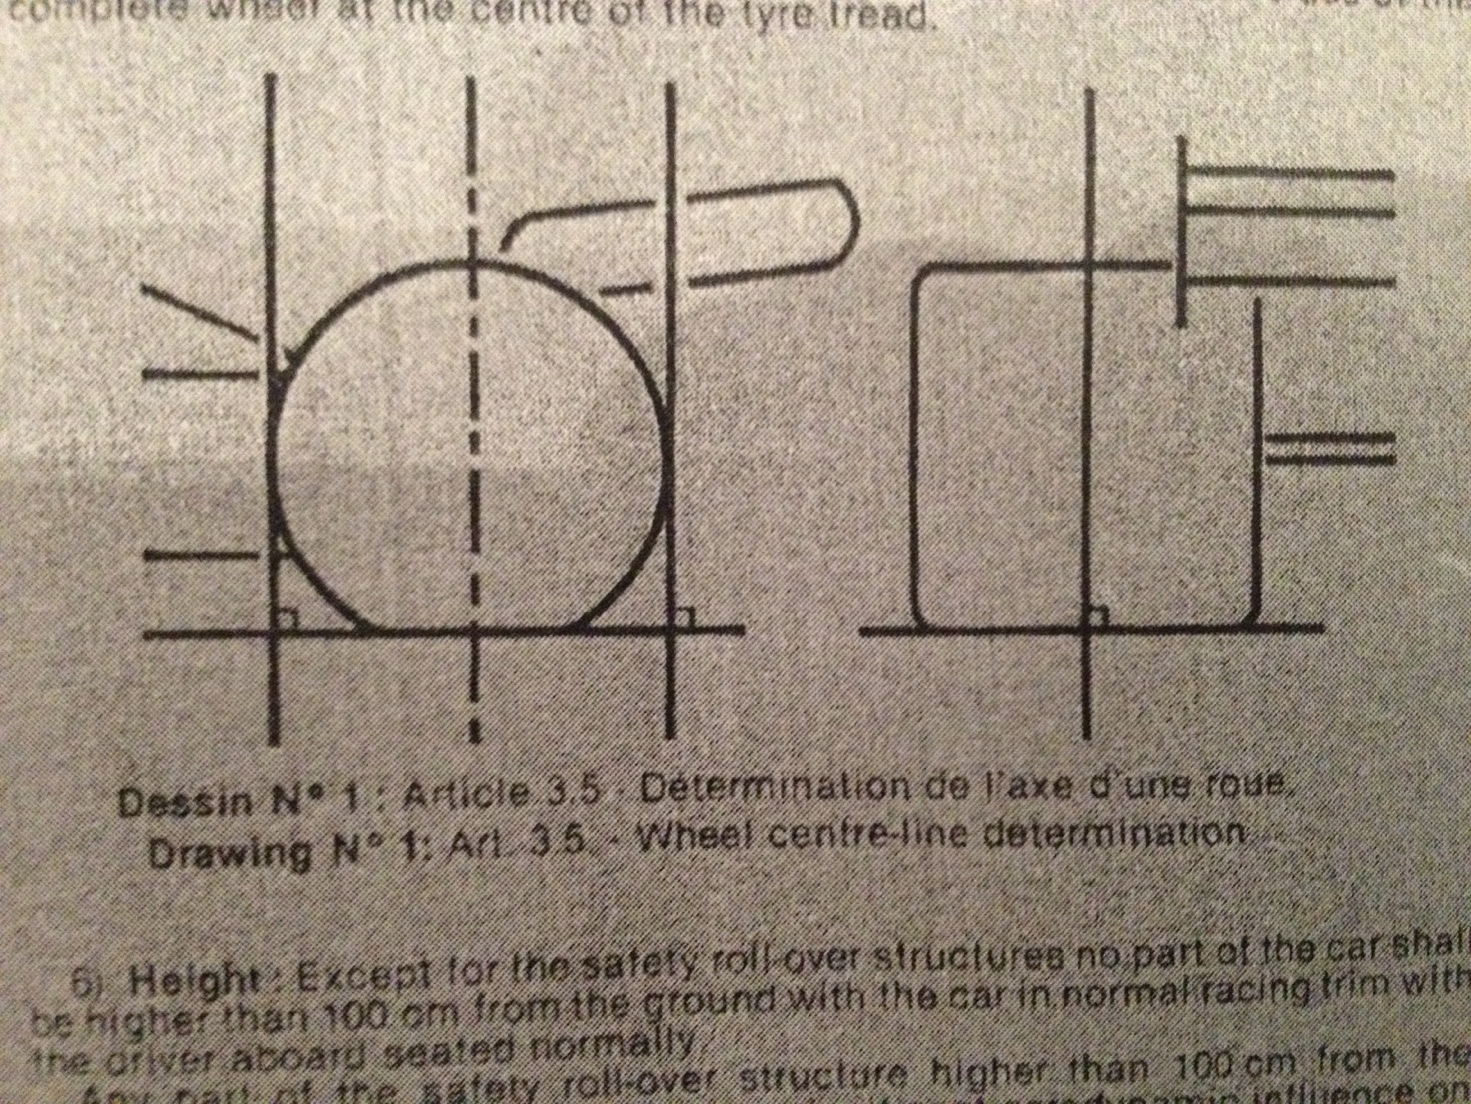 complete wheel at the centre of the tyre tread.
Dessin N° 1 : Article 3.5 - Détermination de l'axe d'une roue.
Drawing N° 1: Art. 3.5. - Wheel centre-line determination.
6) Height : Except for the safety roll-over structures no part of the car shall
be higher than 100 cm from the ground with the car in normal racing trim with
the driver aboard seated normally.
Any part of the safety roll-over structure higher than 100 cm from the
aerodynamic influence on